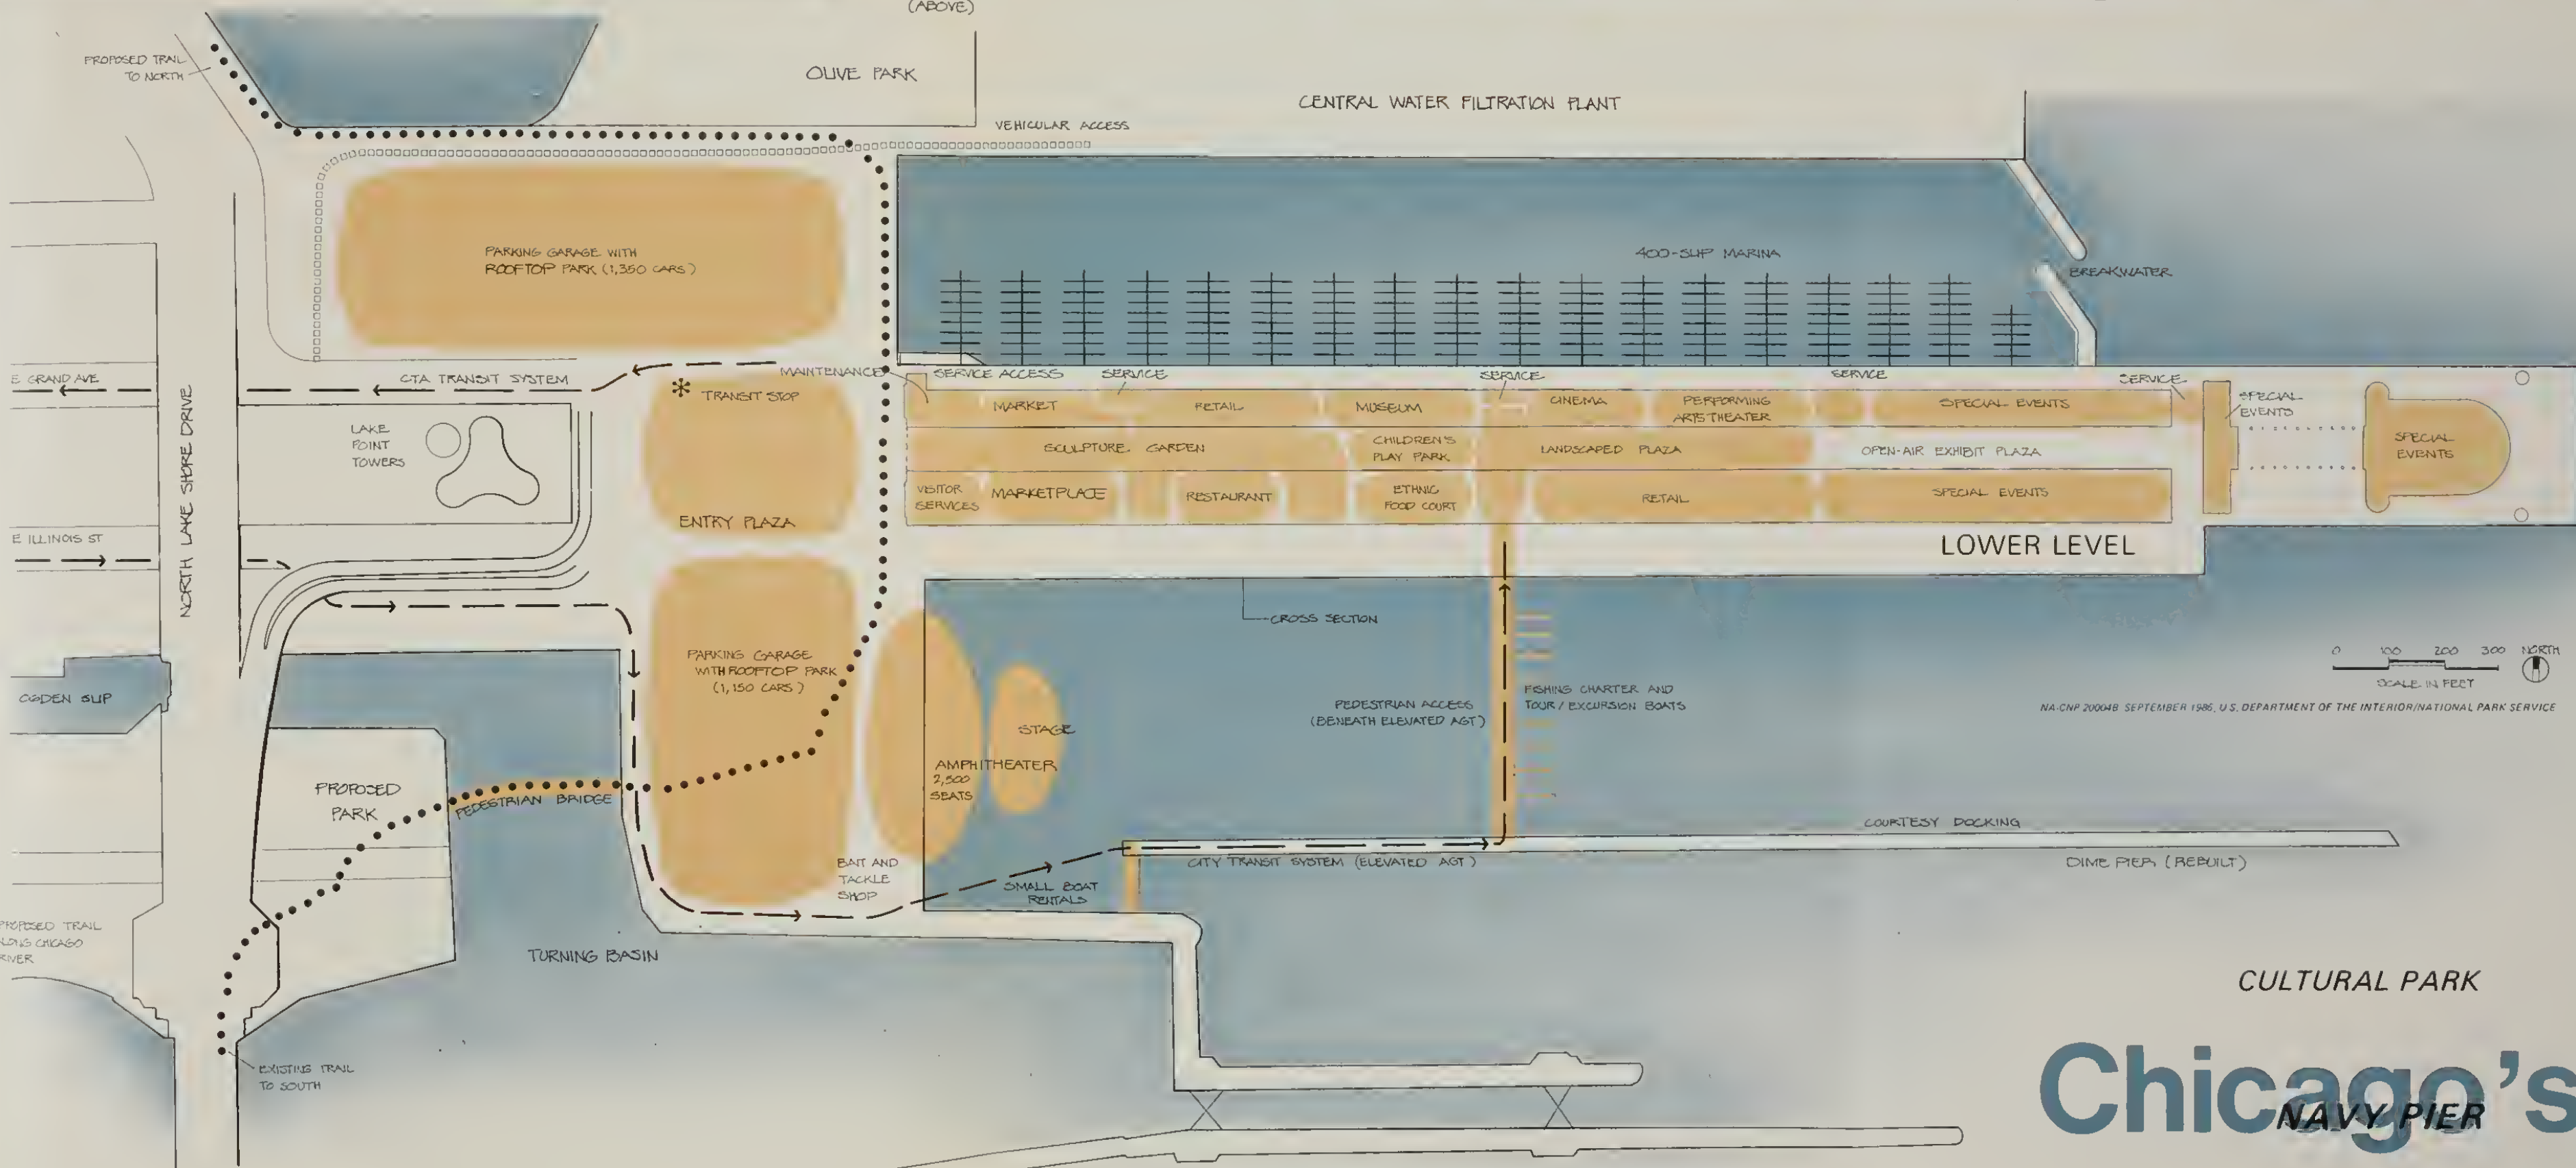 (ABOVE)
PROPOSED TRAIL
TO NORTH
OLIVE PARK
CENTRAL WATER FILTRATION PLANT
VEHICULAR ACCESS
PARKING GARAGE WITH
ROOFTOP PARK (1,350 CARS)
400-SLIP MARINA
BREAKWATER
E GRAND AVE
CTA TRANSIT SYSTEM
MAINTENANCE
SERVICE ACCESS
SERVICE
SERVICE
SERVICE
SERVICE
TRANSIT STOP
MARKET
RETAIL
MUSEUM
CINEMA
PERFORMING
ARTS THEATER
SPECIAL EVENTS
SPECIAL
EVENTS
LAKE
POINT
TOWERS
SCULPTURE GARDEN
CHILDREN'S
PLAY PARK
LANDSCAPED PLAZA
OPEN-AIR EXHIBIT PLAZA
SPECIAL
EVENTS
VISITOR
SERVICES
MARKETPLACE
RESTAURANT
ETHNIC
FOOD COURT
RETAIL
SPECIAL EVENTS
NORTH LAKE SHORE DRIVE
ENTRY PLAZA
E ILLINOIS ST
LOWER LEVEL
CROSS SECTION
PARKING GARAGE
WITH ROOFTOP PARK
(1,150 CARS)
0 100 200 300 NORTH
SCALE IN FEET
OGDEN SLIP
PEDESTRIAN ACCESS
(BENEATH ELEVATED AGT)
FISHING CHARTER AND
TOUR / EXCURSION BOATS
NA-CNP 20004B SEPTEMBER 1986, U.S. DEPARTMENT OF THE INTERIOR/NATIONAL PARK SERVICE
STAGE
AMPHITHEATER
2,500
SEATS
PROPOSED
PARK
PEDESTRIAN BRIDGE
COURTESY DOCKING
CITY TRANSIT SYSTEM (ELEVATED AGT)
DIME PIER (REBUILT)
BAIT AND
TACKLE
SHOP
SMALL BOAT
RENTALS
PROPOSED TRAIL
ALONG CHICAGO
RIVER
TURNING BASIN
CULTURAL PARK
EXISTING TRAIL
TO SOUTH
Chicago's
NAVY PIER